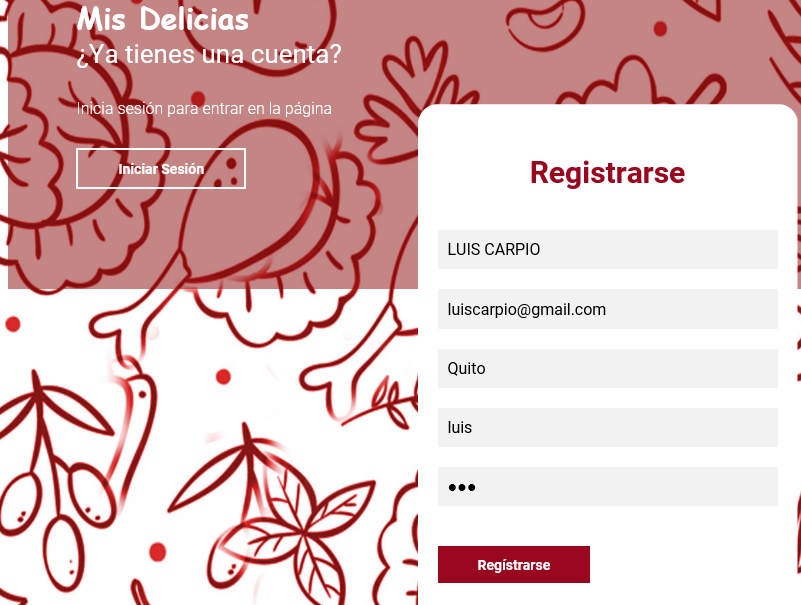 Mis Delicias
¿Ya tienes una cuenta?
Inicia sesión para entrar en la página
Iniciar Sesión
Registrarse
LUIS CARPIO
luiscarpio@gmail.com
Quito
luis
●●●
Regístrarse